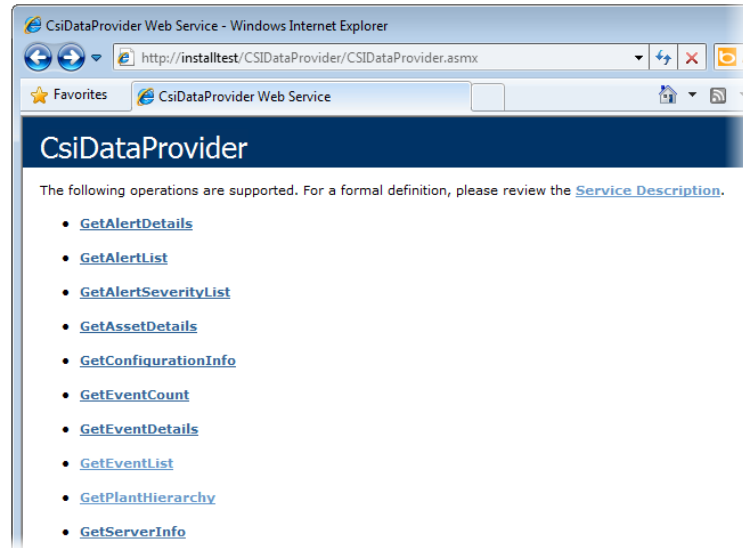 CsiDataProvider Web Service - Windows Internet Explorer
http://installtest/CSIDataProvider/CSIDataProvider.asmx
Favorites
CsiDataProvider Web Service
CsiDataProvider
The following operations are supported. For a formal definition, please review the Service Description.
GetAlertDetails
GetAlertList
GetAlertSeverityList
GetAssetDetails
GetConfigurationInfo
GetEventCount
GetEventDetails
GetEventList
GetPlantHierarchy
GetServerInfo